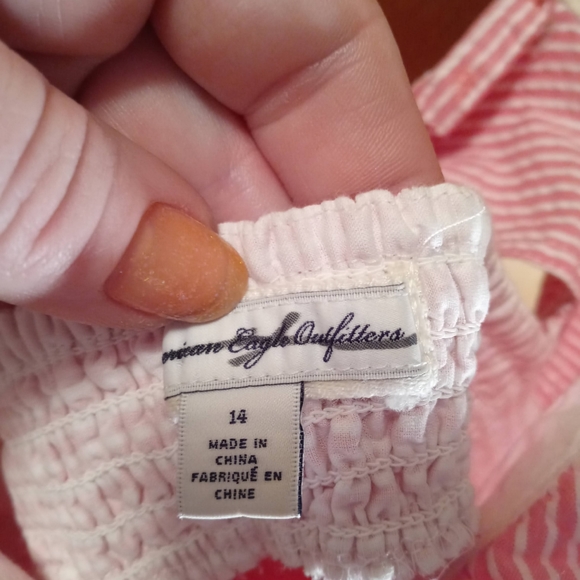 Eagle Outfitters
14
MADE IN
CHINA
FABRIQUÉ EN
CHINE